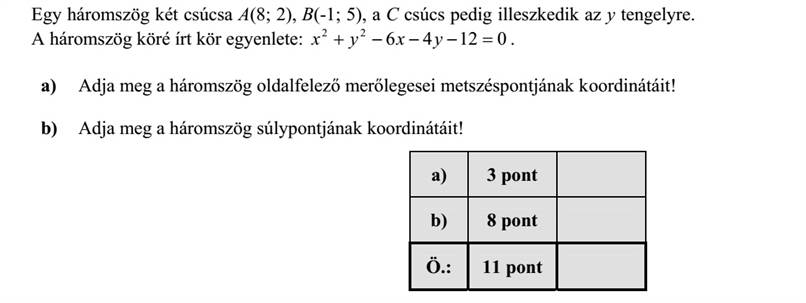 Egy háromszög két csúcsa A(8; 2), B(-1; 5), a C csúcs pedig illeszkedik az y tengelyre.
A háromszög köré írt kör egyenlete: x² + y² − 6x − 4y − 12 = 0 .
a) Adja meg a háromszög oldalfelező merőlegesei metszéspontjának koordinátáit!
b) Adja meg a háromszög súlypontjának koordinátáit!
a) 3 pont
b) 8 pont
Ö.: 11 pont